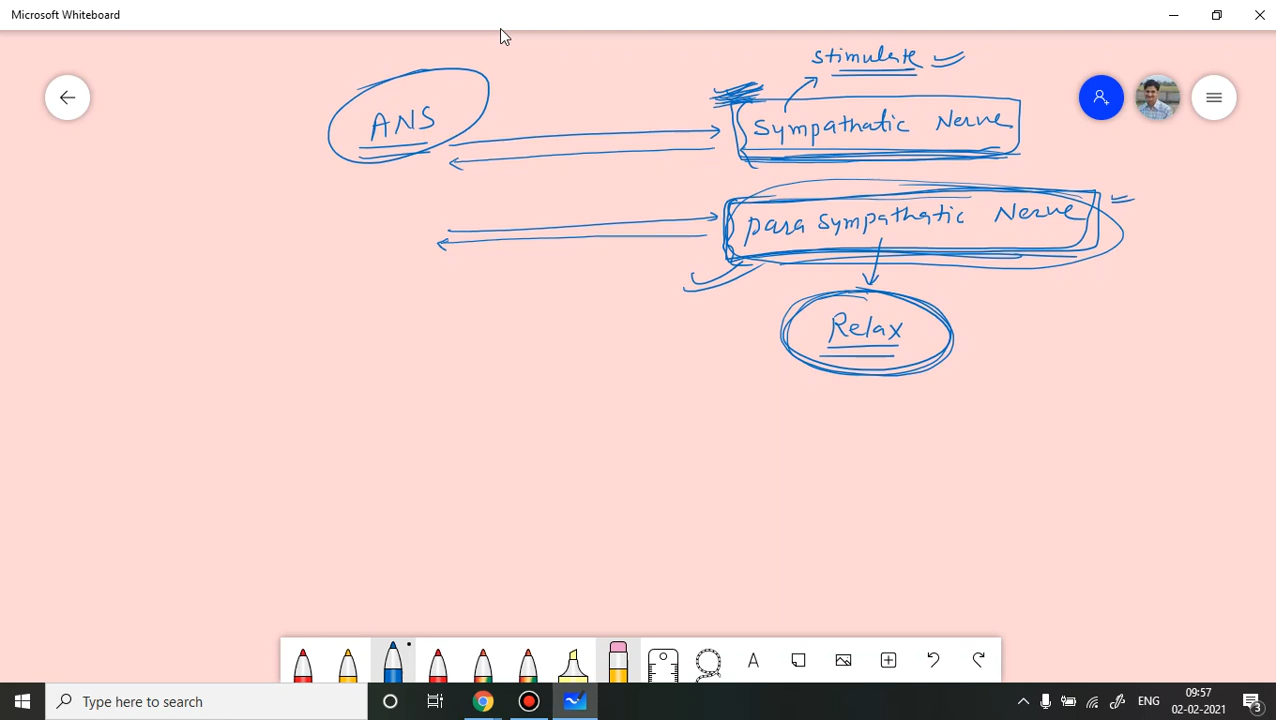 Microsoft Whiteboard
stimulate
ANS
Sympathatic Nerve
para sympathatic Nerve
Relax
A
Type here to search
ENG
09:57
02-02-2021
3